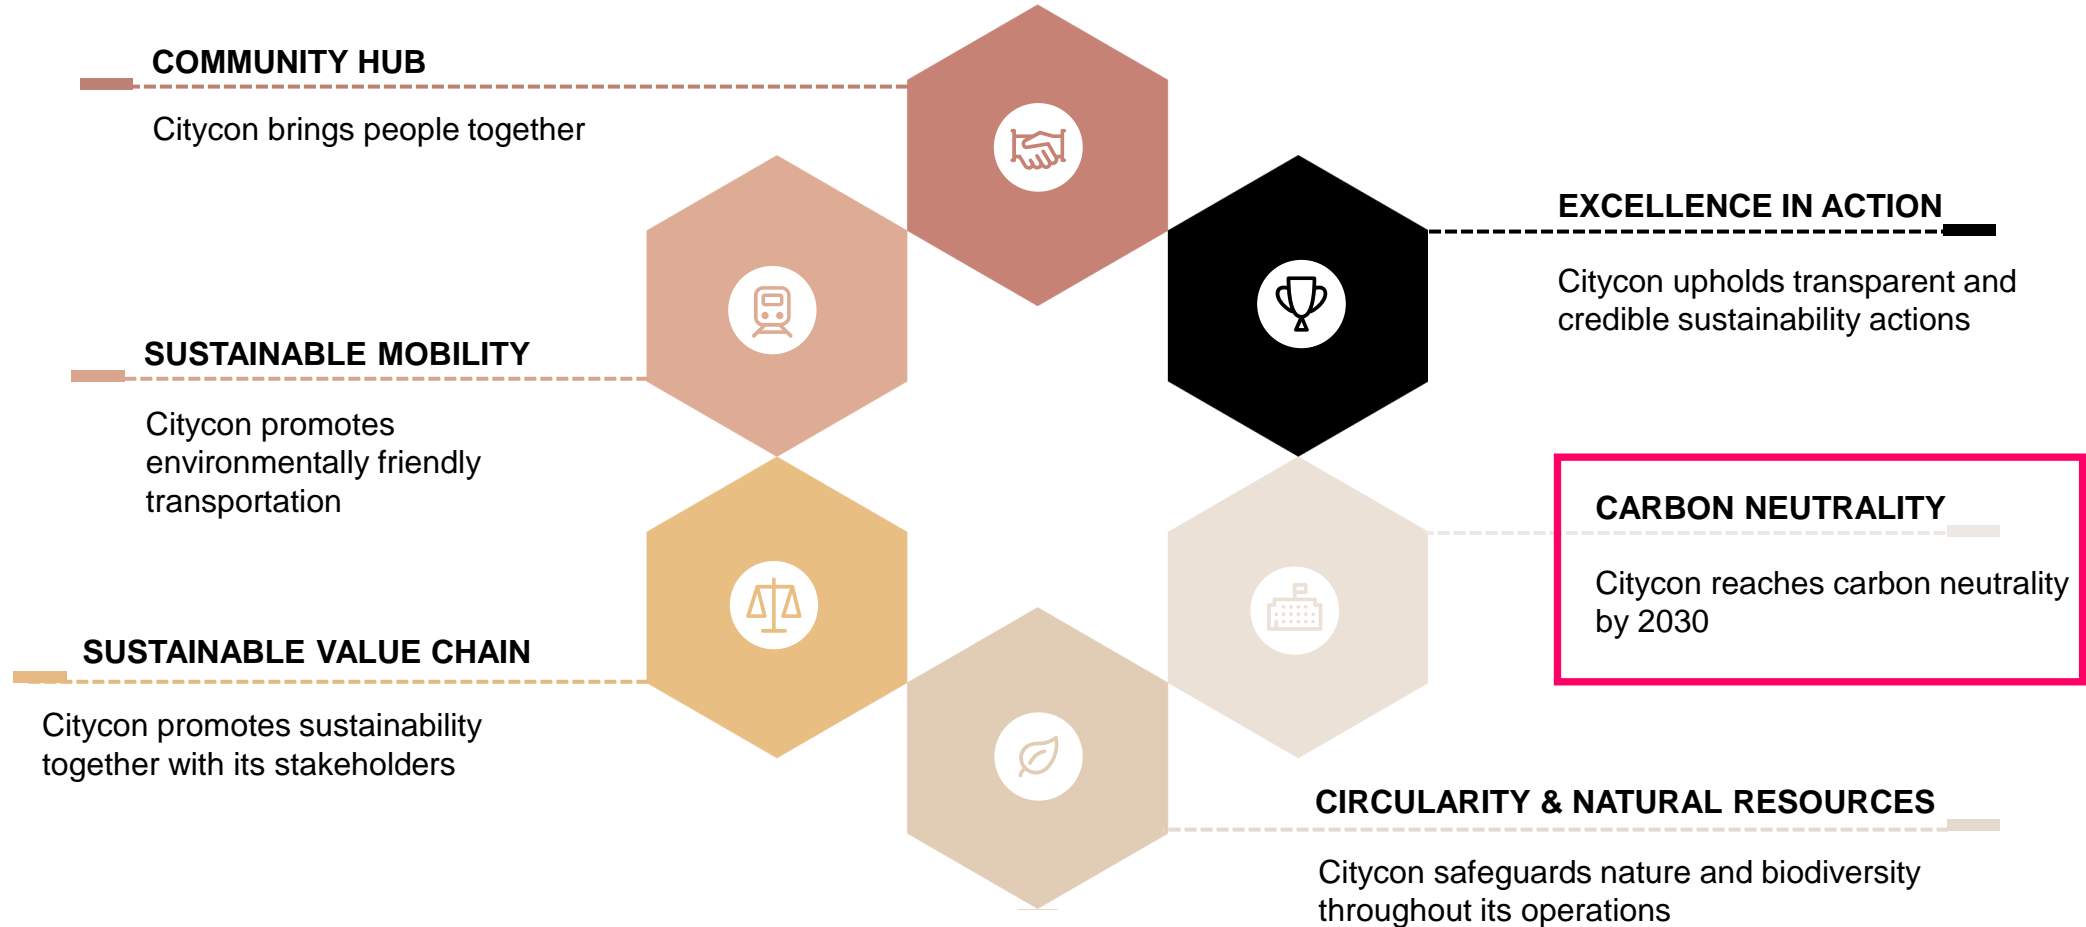 COMMUNITY HUB
Citycon brings people together
EXCELLENCE IN ACTION
Citycon upholds transparent and
credible sustainability actions
SUSTAINABLE MOBILITY
Citycon promotes
environmentally friendly
transportation
CARBON NEUTRALITY
Citycon reaches carbon neutrality
by 2030
SUSTAINABLE VALUE CHAIN
Citycon promotes sustainability
together with its stakeholders
CIRCULARITY & NATURAL RESOURCES
Citycon safeguards nature and biodiversity
throughout its operations